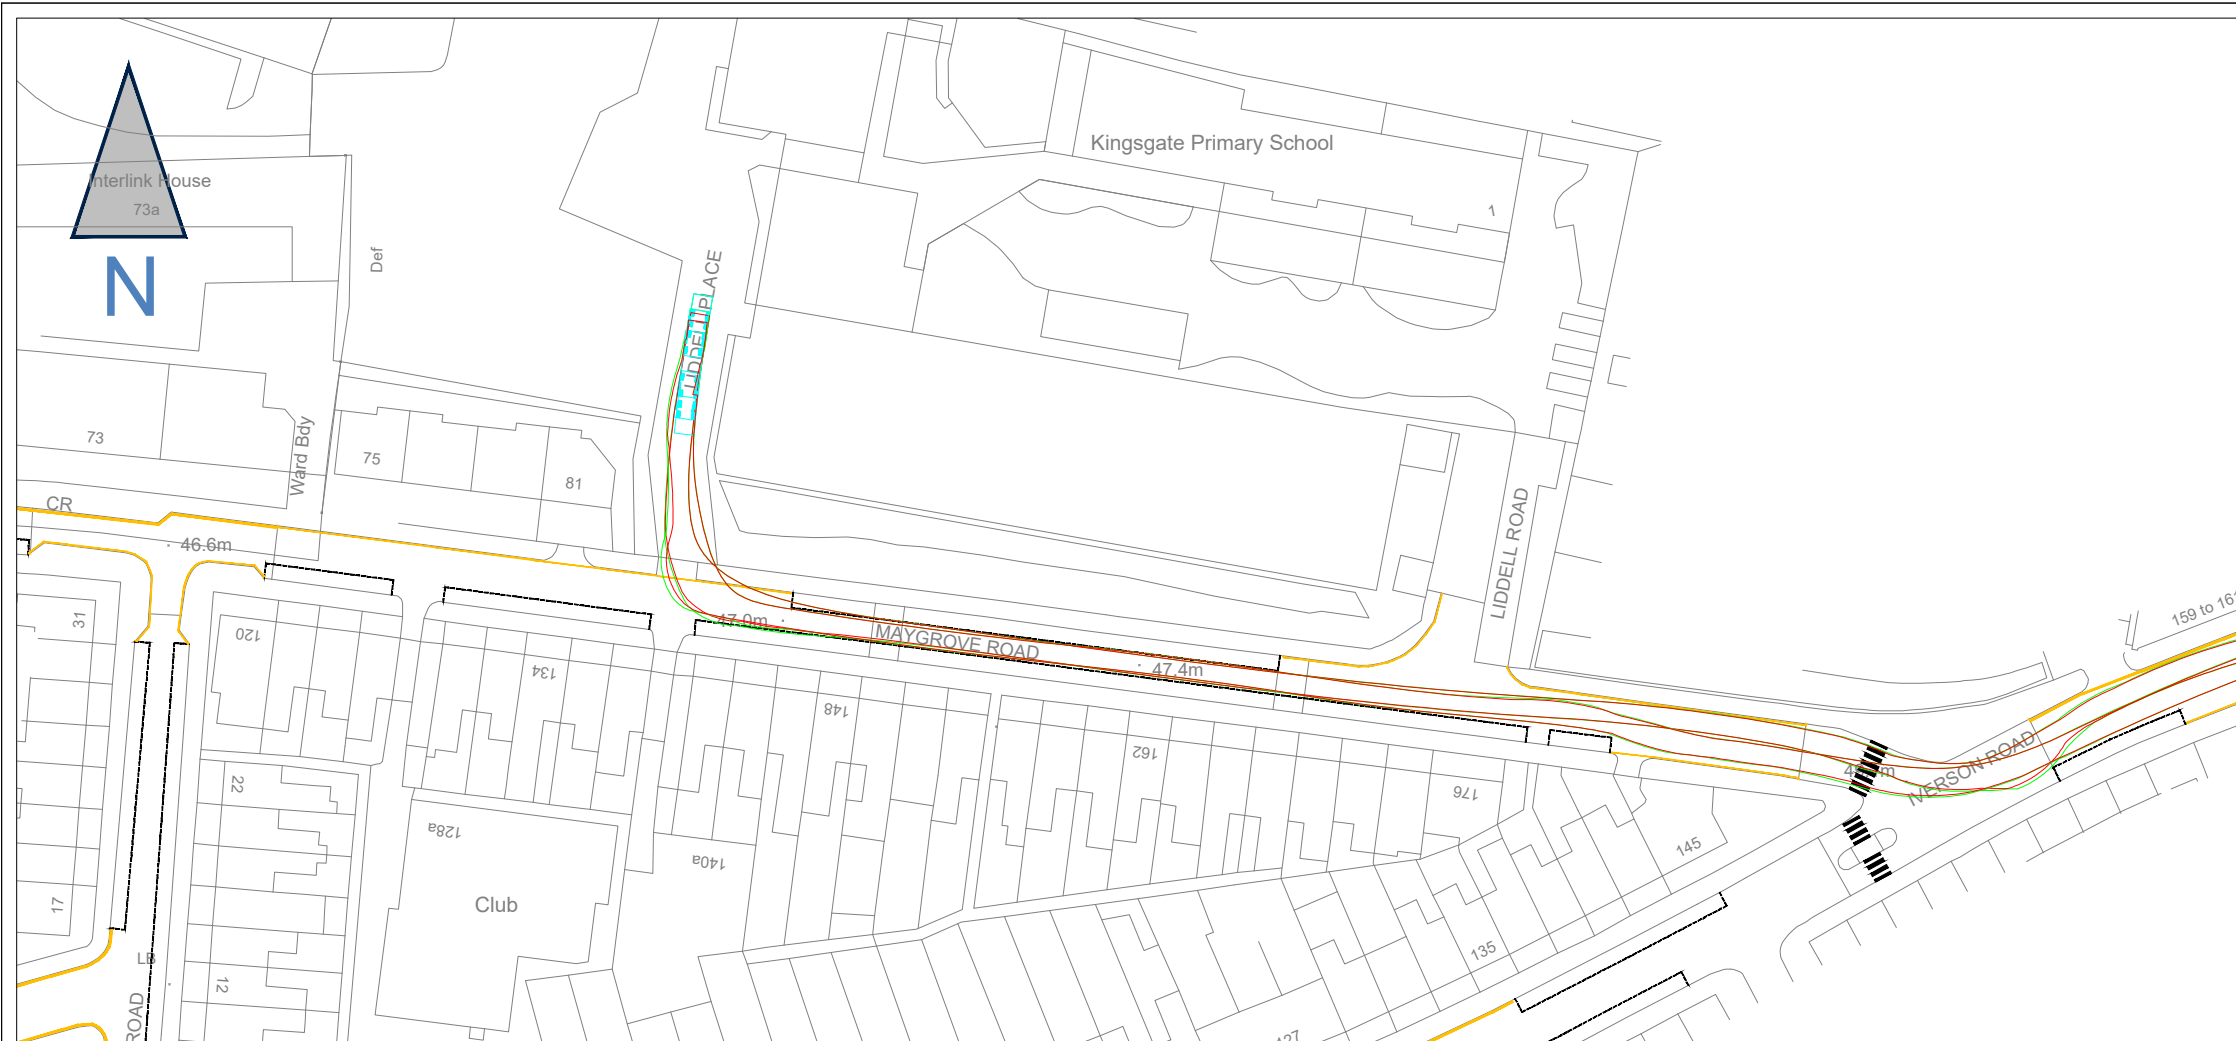 Kingsgate Primary School
1
Interlink House
73a
N
Def
LIDDELL PLACE
73
Ward Bdy
75
81
CR
46.6m
LIDDELL ROAD
31
120
134
47.0m
MAYGROVE ROAD
47.4m
148
162
176
159 to 161
IVERSON ROAD
22
128a
140a
145
17
Club
135
LB
12
ROAD
127